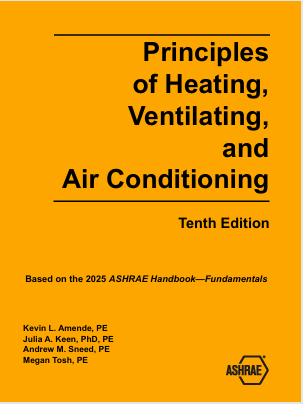 Principles
of Heating,
Ventilating,
and
Air Conditioning
Tenth Edition
Based on the 2025 ASHRAE Handbook—Fundamentals
Kevin L. Amende, PE
Julia A. Keen, PhD, PE
Andrew M. Sneed, PE
Megan Tosh, PE
ASHRAE